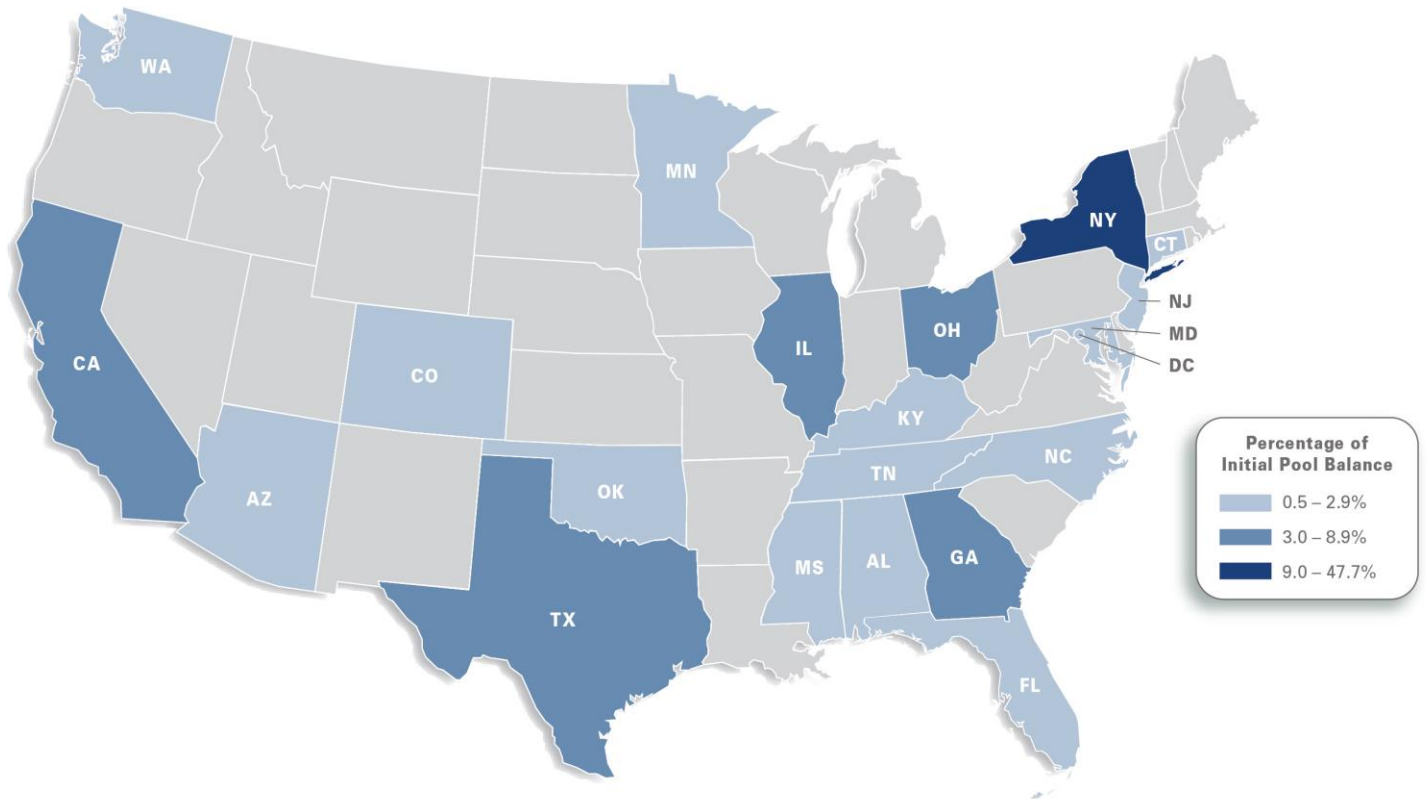 WA
MN
NY
CT
NJ
MD
DC
OH
IL
CA
CO
KY
NC
TN
OK
AZ
MS
AL
GA
TX
FL
Percentage of
Initial Pool Balance
0.5 – 2.9%
3.0 – 8.9%
9.0 – 47.7%